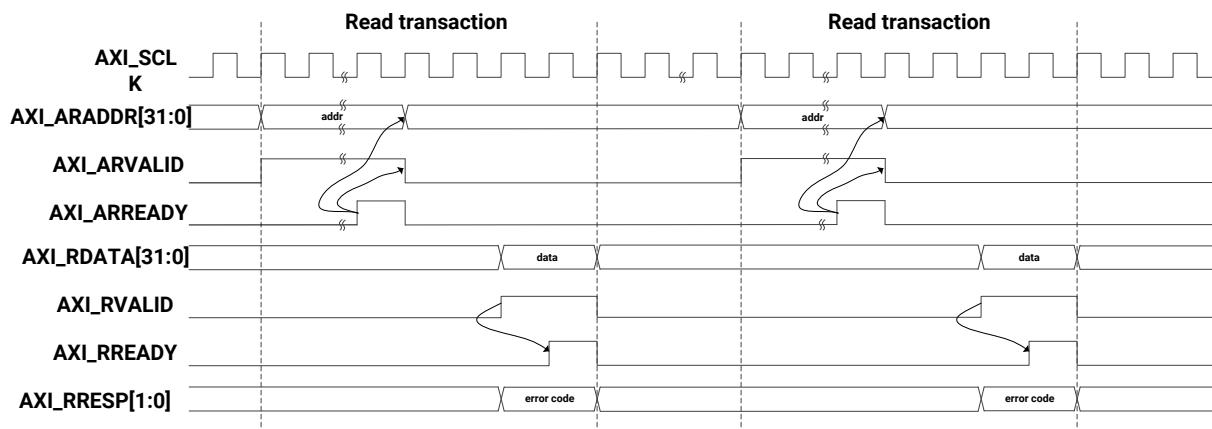 Read transaction Read transaction
AXI_SCL
K
AXI_ARADDR[31:0] addr addr
AXI_ARVALID
AXI_ARREADY
AXI_RDATA[31:0] data data
AXI_RVALID
AXI_RREADY
AXI_RRESP[1:0] error code error code